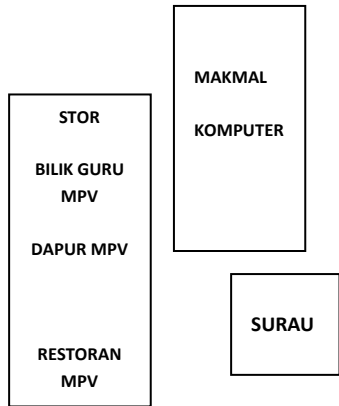 STOR
BILIK GURU
MPV
DAPUR MPV
RESTORAN
MPV
MAKMAL
KOMPUTER
SURAU